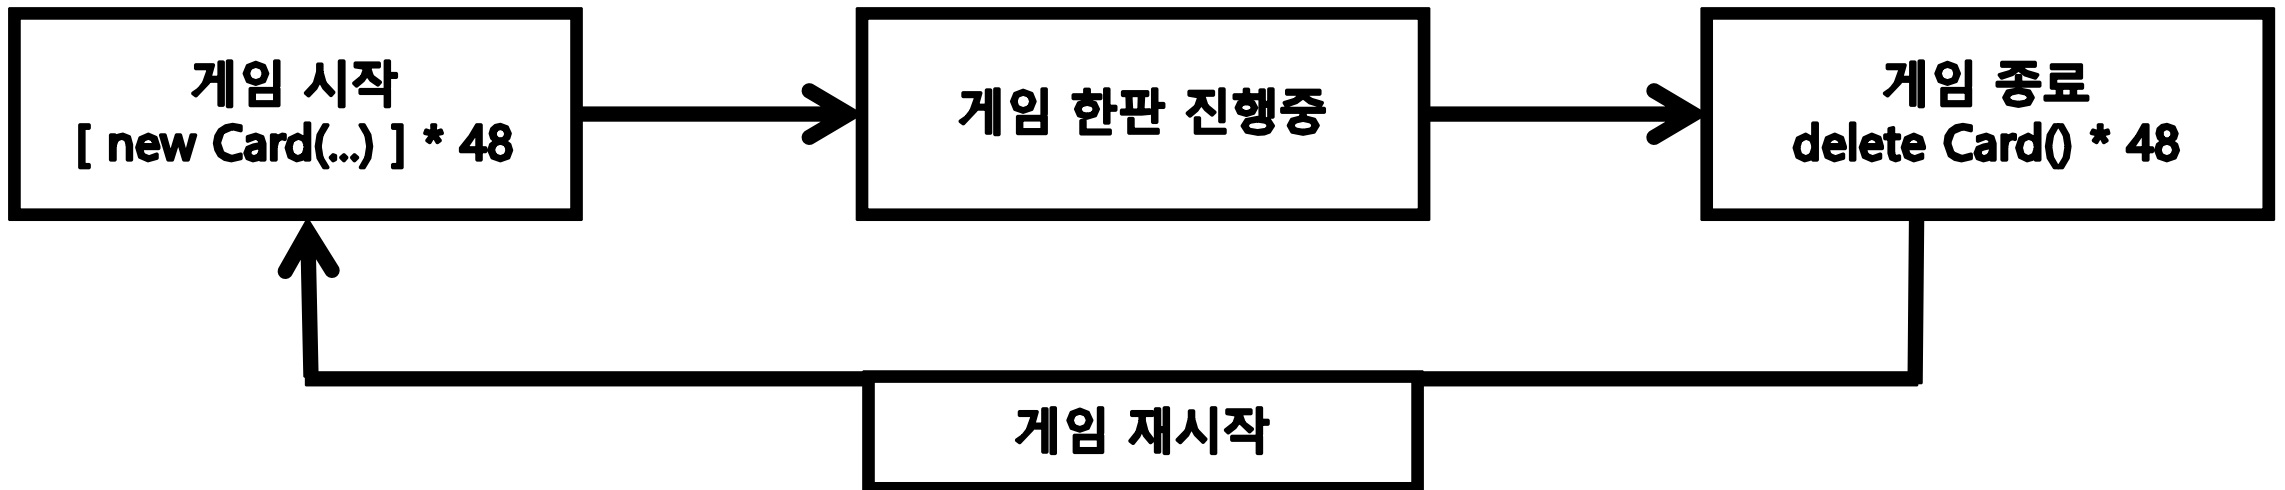 게임 시작
[ new Card(...) ] * 48
게임 한판 진행중
게임 종료
delete Card() * 48
게임 재시작